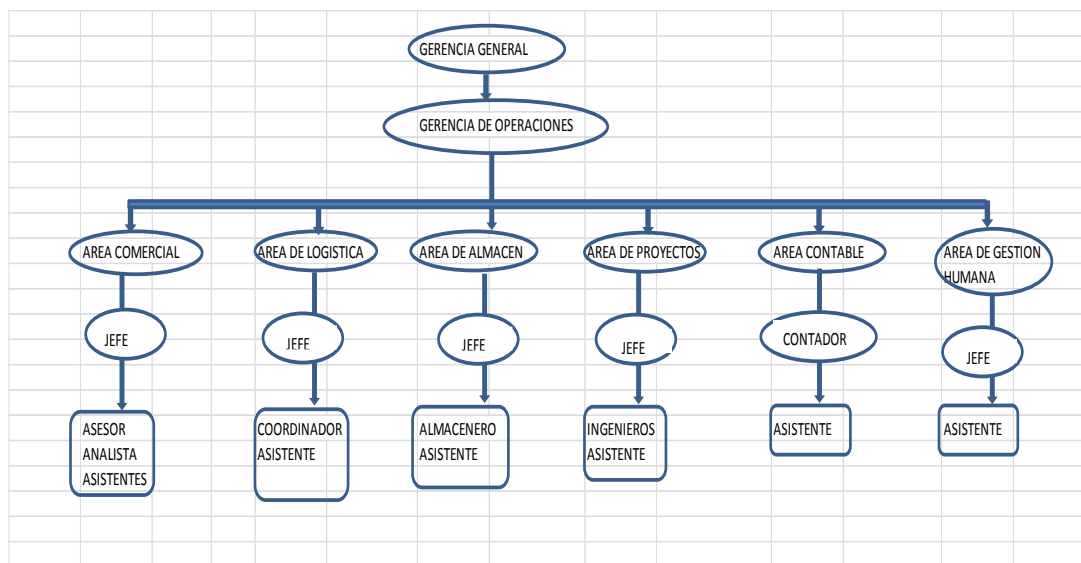 GERENCIA GENERAL
GERENCIA DE OPERACIONES
AREA COMERCIAL
AREA DE LOGISTICA
AREA DE ALMACEN
AREA DE PROYECTOS
AREA CONTABLE
AREA DE GESTION
HUMANA
JEFE
JEFE
JEFE
JEFE
CONTADOR
JEFE
ASESOR
ANALISTA
ASISTENTES
COORDINADOR
ASISTENTE
ALMACENERO
ASISTENTE
INGENIEROS
ASISTENTE
ASISTENTE
ASISTENTE